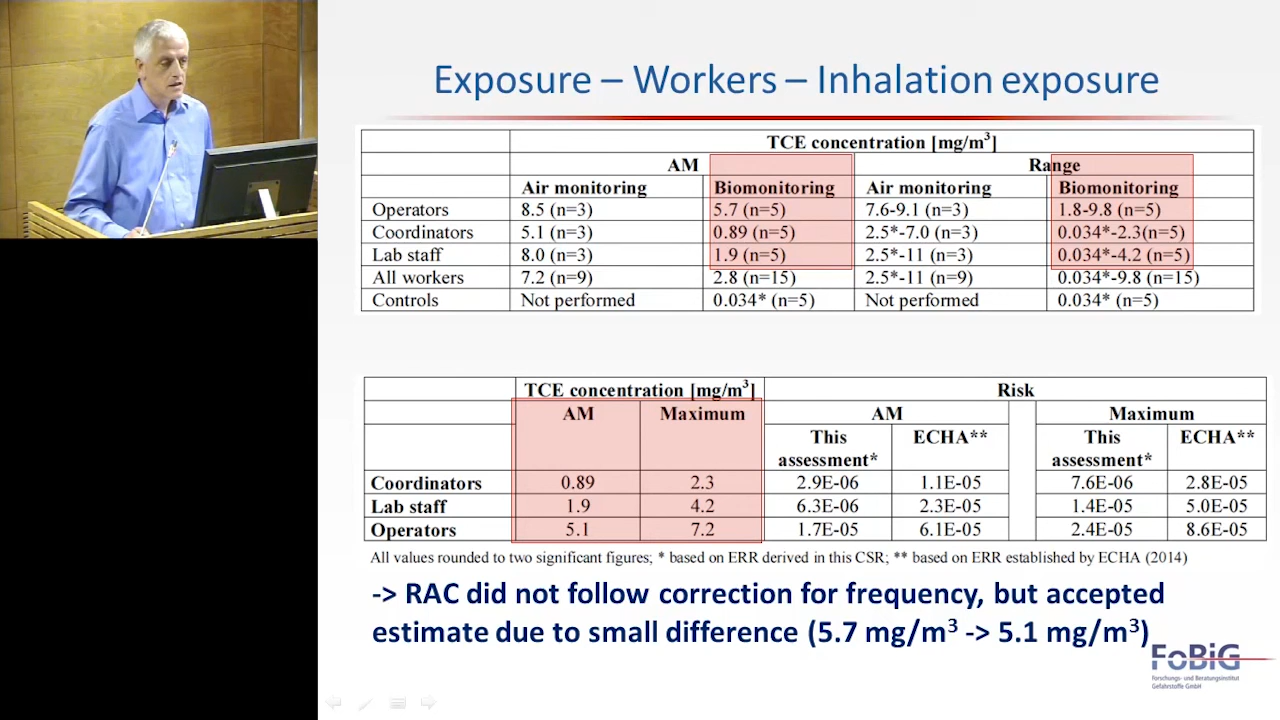 Exposure – Workers – Inhalation exposure
TCE concentration [mg/m³]
AM Range
Air monitoring Biomonitoring Air monitoring Biomonitoring
Operators 8.5 (n=3) 5.7 (n=5) 7.6-9.1 (n=3) 1.8-9.8 (n=5)
Coordinators 5.1 (n=3) 0.89 (n=5) 2.5*-7.0 (n=3) 0.034*-2.3(n=5)
Lab staff 8.0 (n=3) 1.9 (n=5) 2.5*-11 (n=3) 0.034*-4.2 (n=5)
All workers 7.2 (n=9) 2.8 (n=15) 2.5*-11 (n=9) 0.034*-9.8 (n=15)
Controls Not performed 0.034* (n=5) Not performed 0.034* (n=5)
TCE concentration [mg/m³] Risk
AM Maximum AM Maximum
This ECHA** This ECHA**
assessment* assessment*
Coordinators 0.89 2.3 2.9E-06 1.1E-05 7.6E-06 2.8E-05
Lab staff 1.9 4.2 6.3E-06 2.3E-05 1.4E-05 5.0E-05
Operators 5.1 7.2 1.7E-05 6.1E-05 2.4E-05 8.6E-05
All values rounded to two significant figures; * based on ERR derived in this CSR; ** based on ERR established by ECHA (2014)
-> RAC did not follow correction for frequency, but accepted
estimate due to small difference (5.7 mg/m³ -> 5.1 mg/m³)
FoBiG
Forschungs- und Beratungsinstitut
Gefahrstoffe GmbH